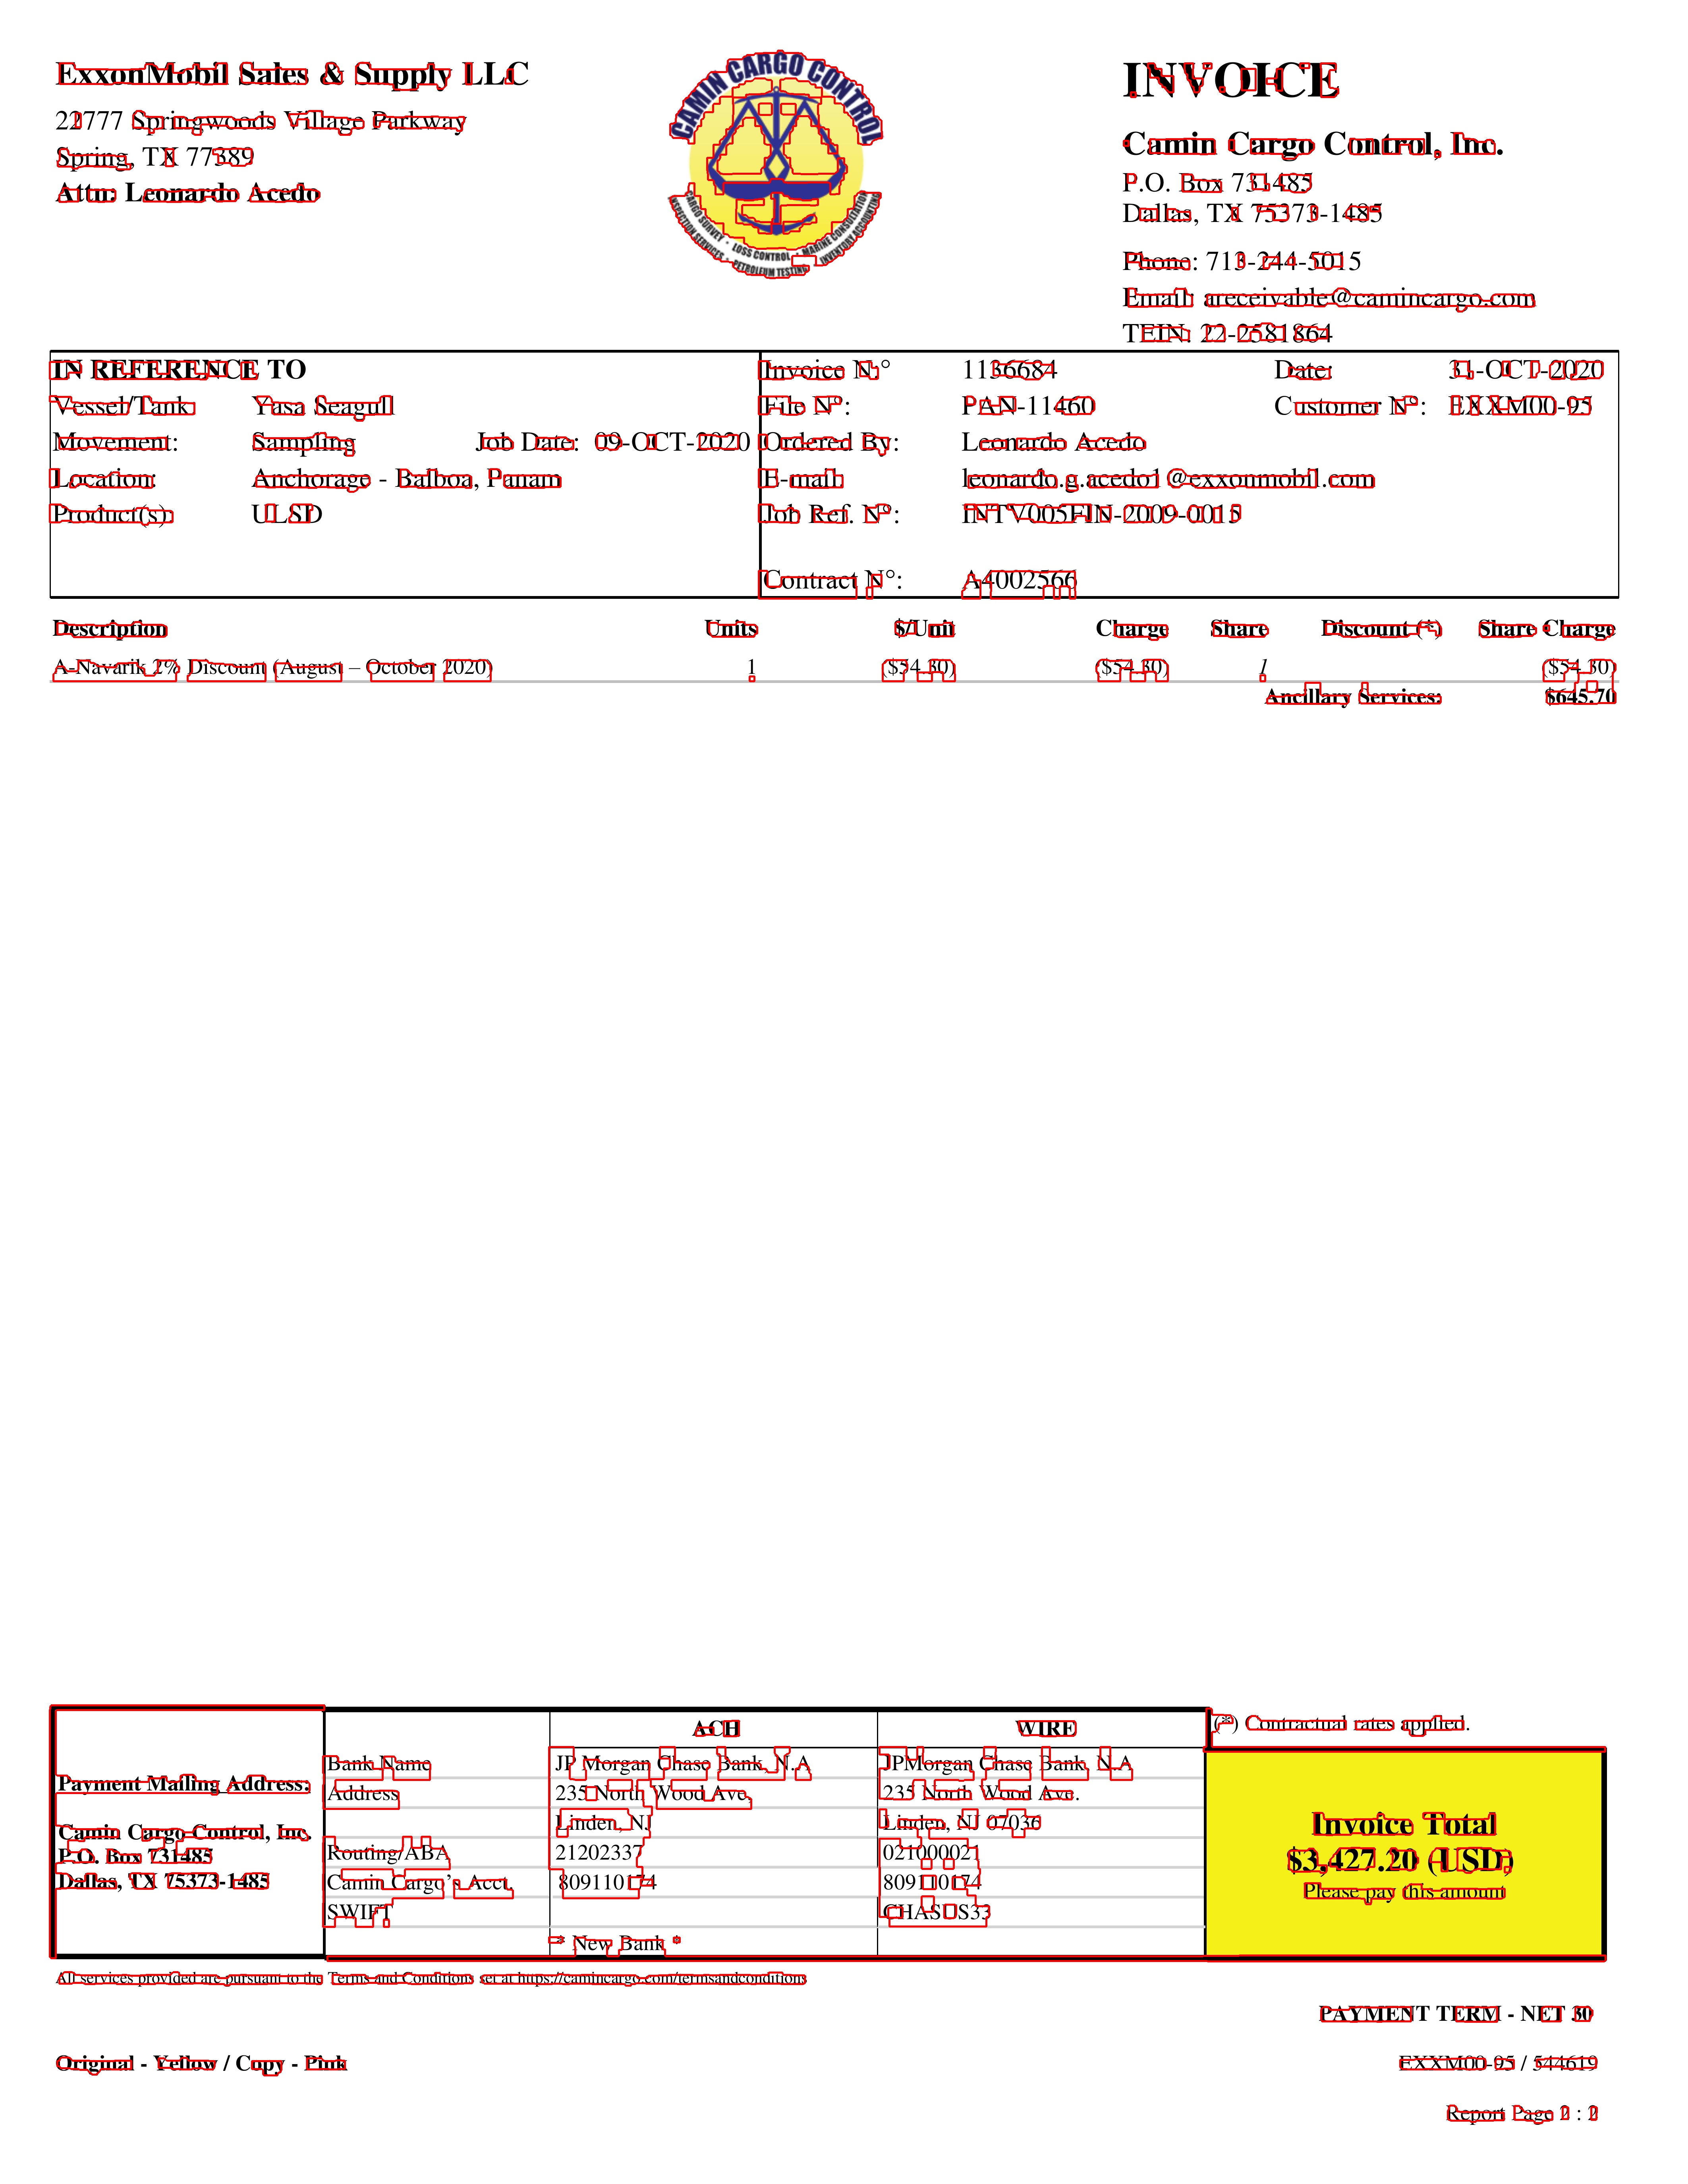 ExxonMobil Sales & Supply LLC
22777 Springwoods Village Parkway
Spring, TX 77389
Attn: Leonardo Acedo
CAMIN CARGO CONTROL
CARGO SURVEY · LOSS CONTROL · MARINE CONSULTATION
INSPECTION SERVICES · PETROLEUM TESTING · INVENTORY ACCOUNTING
INVOICE
Camin Cargo Control, Inc.
P.O. Box 731485
Dallas, TX 75373-1485
Phone: 713-244-5015
Email: areceivable@camincargo.com
TEIN: 22-2581864
IN REFERENCE TO
Vessel/Tank: Yasa Seagull
Movement: Sampling Job Date: 09-OCT-2020
Location: Anchorage - Balboa, Panam
Product(s): ULSD
Invoice N:° 1136684 Date: 31-OCT-2020
File N°: PAN-11460 Customer N°: EXXM00-95
Ordered By: Leonardo Acedo
E-mail: leonardo.g.acedo1@exxonmobil.com
Job Ref. N°: INTV005FIN-2009-0015
Contract N°: A4002566
Description Units $/Unit Charge Share Discount (*) Share Charge
A-Navarik 2% Discount (August – October 2020) 1 ($54.30) ($54.30) 1 ($54.30)
Ancillary Services: $645.70
Payment Mailing Address:
Camin Cargo Control, Inc.
P.O. Box 731485
Dallas, TX 75373-1485
ACH WIRE
Bank Name JP Morgan Chase Bank, N.A JPMorgan Chase Bank, N.A
Address 235 North Wood Ave, 235 North Wood Ave.
Linden, NJ Linden, NJ 07036
Routing/ABA 21202337 021000021
Camin Cargo's Acct. 809110174 809110174
SWIFT CHASUS33
* New Bank *
(*) Contractual rates applied.
Invoice Total
$3,427.20 (USD)
Please pay this amount
All services provided are pursuant to the Terms and Conditions set at https://camincargo.com/termsandconditions
PAYMENT TERM - NET 30
Original - Yellow / Copy - Pink
EXXM00-95 / 544619
Report Page 2 : 2